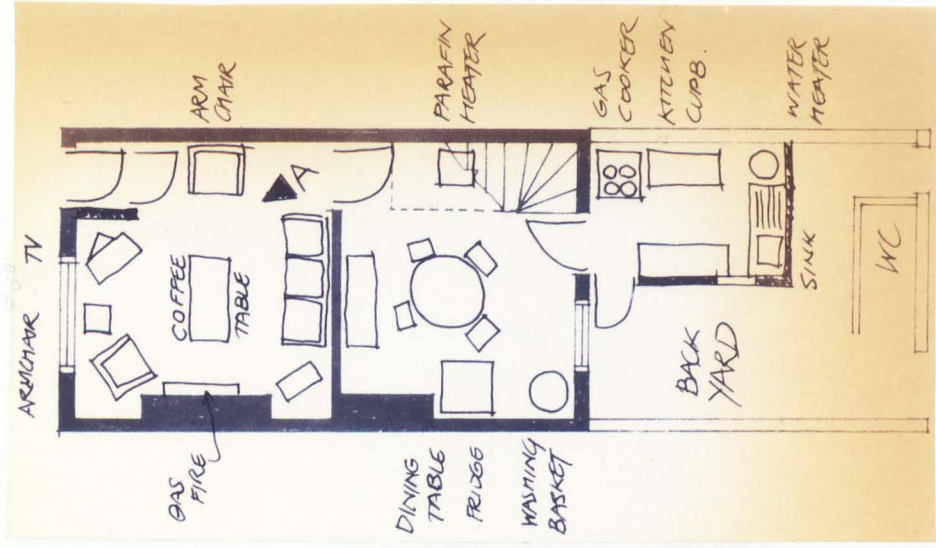 ARMCHAIR TV
ARM
CHAIR
A
COFFEE
TABLE
GAS
FIRE
PARAFIN
HEATER
DINING
TABLE
FRIDGE
WASHING
BASKET
GAS
COOKER
KITCHEN
CUPB.
WATER
HEATER
SINK
BACK
YARD
WC